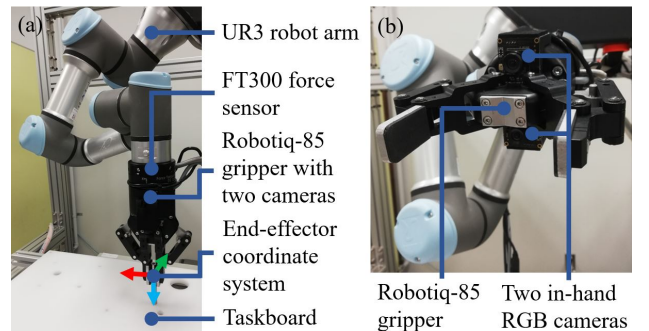 (a)
UR3 robot arm
FT300 force
sensor
Robotiq-85
gripper with
two cameras
End-effector
coordinate
system
Taskboard
(b)
Robotiq-85
gripper
Two in-hand
RGB cameras